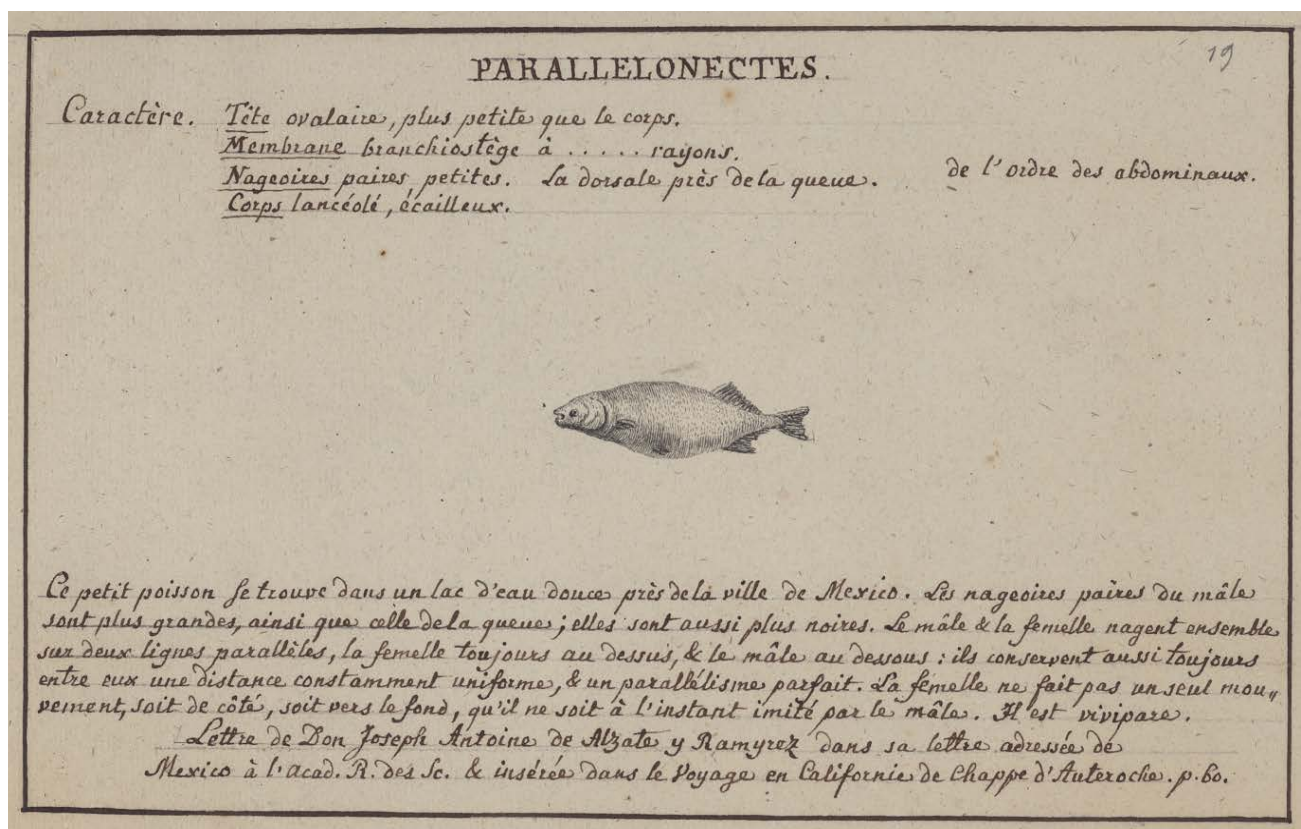 19
PARALLELONECTES.
Caractère. Tête ovalaire, plus petite que le corps.
Membrane branchiostège à ..... rayons.
Nageoires paires, petites. La dorsale près de la queue. de l'ordre des abdominaux.
Corps lancéolé, écailleux.
Ce petit poisson se trouve dans un lac d'eau douce près de la ville de Mexico. Les nageoires paires du mâle
sont plus grandes, ainsi que celle de la queue; elles sont aussi plus noires. Le mâle & la femelle nagent ensemble
sur deux lignes parallèles, la femelle toujours au dessus, & le mâle au dessous: ils conservent aussi toujours
entre eux une distance constamment uniforme, & un parallélisme parfait. La femelle ne fait pas un seul mou„
vement, soit de côté, soit vers le fond, qu'il ne soit à l'instant imité par le mâle. Il est vivipare.
Lettre de Don Joseph Antoine de Alzate y Ramyrez dans sa lettre adressée de
Mexico à l'acad. R. des Sc. & insérée dans le Voyage en Californie de Chappe d'Auteroche. p. 60.